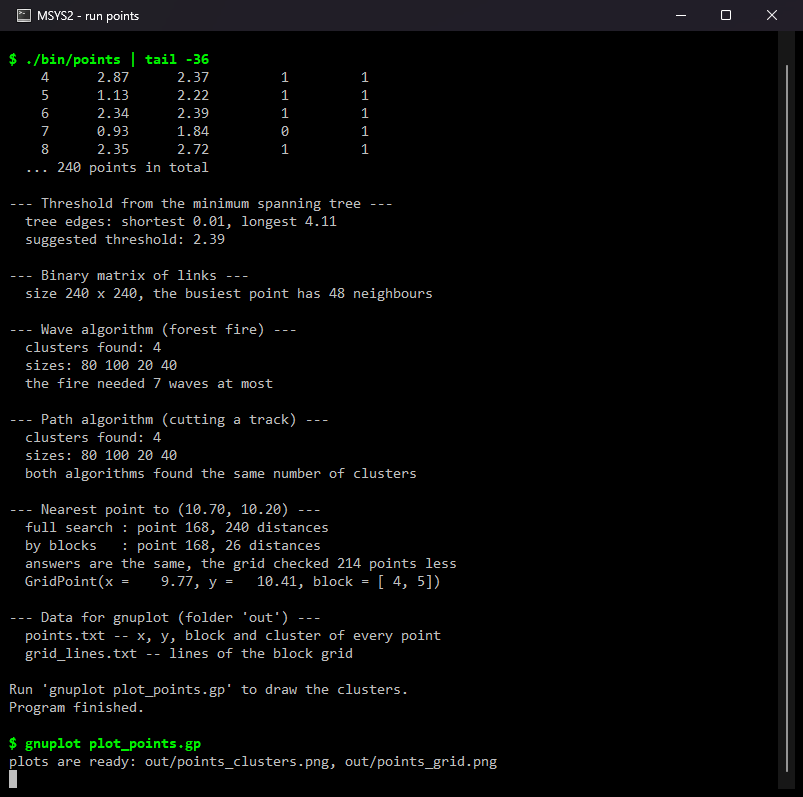 MSYS2 - run points
$ ./bin/points | tail -36
    4      2.87      2.37         1         1
    5      1.13      2.22         1         1
    6      2.34      2.39         1         1
    7      0.93      1.84         0         1
    8      2.35      2.72         1         1
  ... 240 points in total

--- Threshold from the minimum spanning tree ---
  tree edges: shortest 0.01, longest 4.11
  suggested threshold: 2.39

--- Binary matrix of links ---
  size 240 x 240, the busiest point has 48 neighbours

--- Wave algorithm (forest fire) ---
  clusters found: 4
  sizes: 80 100 20 40
  the fire needed 7 waves at most

--- Path algorithm (cutting a track) ---
  clusters found: 4
  sizes: 80 100 20 40
  both algorithms found the same number of clusters

--- Nearest point to (10.70, 10.20) ---
  full search : point 168, 240 distances
  by blocks   : point 168, 26 distances
  answers are the same, the grid checked 214 points less
  GridPoint(x =    9.77, y =   10.41, block = [ 4, 5])

--- Data for gnuplot (folder 'out') ---
  points.txt -- x, y, block and cluster of every point
  grid_lines.txt -- lines of the block grid

Run 'gnuplot plot_points.gp' to draw the clusters.
Program finished.

$ gnuplot plot_points.gp
plots are ready: out/points_clusters.png, out/points_grid.png